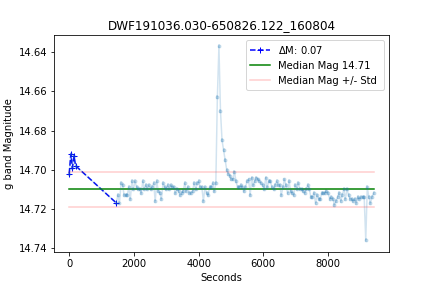 DWF191036.030-650826.122_160804
ΔM: 0.07
Median Mag 14.71
Median Mag +/- Std
g band Magnitude
14.64
14.66
14.68
14.70
14.72
14.74
0 2000 4000 6000 8000
Seconds